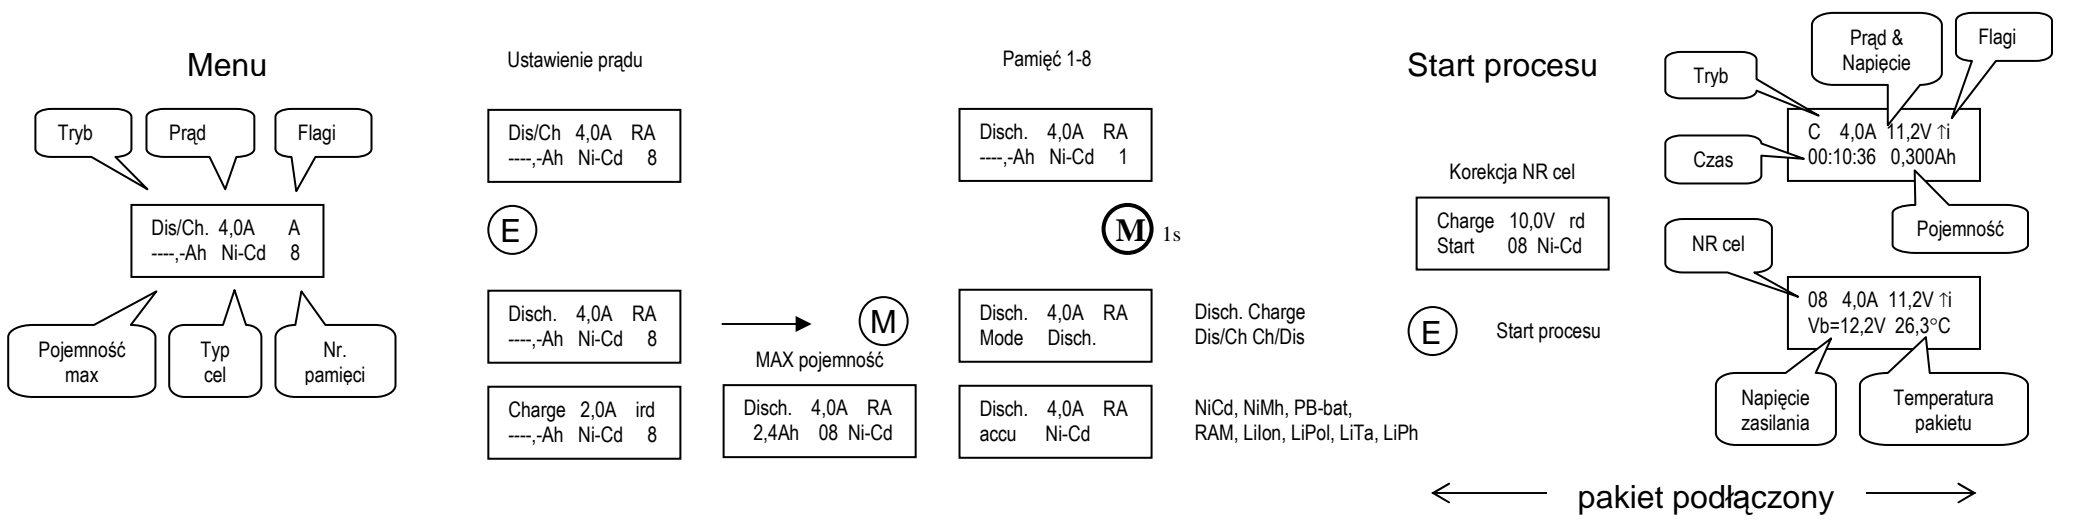 Menu
Tryb
Prąd
Flagi
Dis/Ch. 4,0A A
----,-Ah Ni-Cd 8
Pojemność
max
Typ
cel
Nr.
pamięci
Ustawienie prądu
Dis/Ch 4,0A RA
----,-Ah Ni-Cd 8
E
Disch. 4,0A RA
----,-Ah Ni-Cd 8
Charge 2,0A ird
----,-Ah Ni-Cd 8
M
MAX pojemność
Disch. 4,0A RA
2,4Ah 08 Ni-Cd
Pamięć 1-8
Disch. 4,0A RA
----,-Ah Ni-Cd 1
M 1s
Disch. 4,0A RA
Mode Disch.
Disch. Charge
Dis/Ch Ch/Dis
Disch. 4,0A RA
accu Ni-Cd
NiCd, NiMh, PB-bat,
RAM, LiIon, LiPol, LiTa, LiPh
Start procesu
Korekcja NR cel
Charge 10,0V rd
Start 08 Ni-Cd
E Start procesu
Tryb
Prąd &
Napięcie
Flagi
C 4,0A 11,2V ↑i
00:10:36 0,300Ah
Czas
Pojemność
NR cel
08 4,0A 11,2V ↑i
Vb=12,2V 26,3°C
Napięcie
zasilania
Temperatura
pakietu
pakiet podłączony